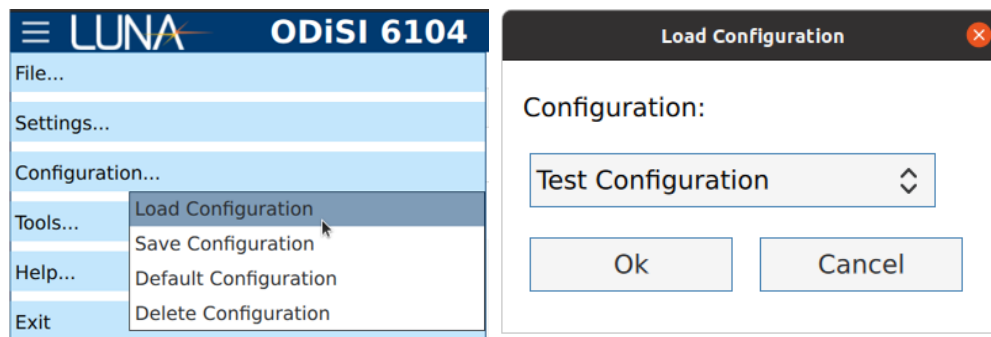 LUNA ODiSI 6104
File...
Settings...
Configuration...
Load Configuration
Save Configuration
Default Configuration
Delete Configuration
Tools...
Help...
Exit
Load Configuration
Configuration:
Test Configuration
Ok Cancel